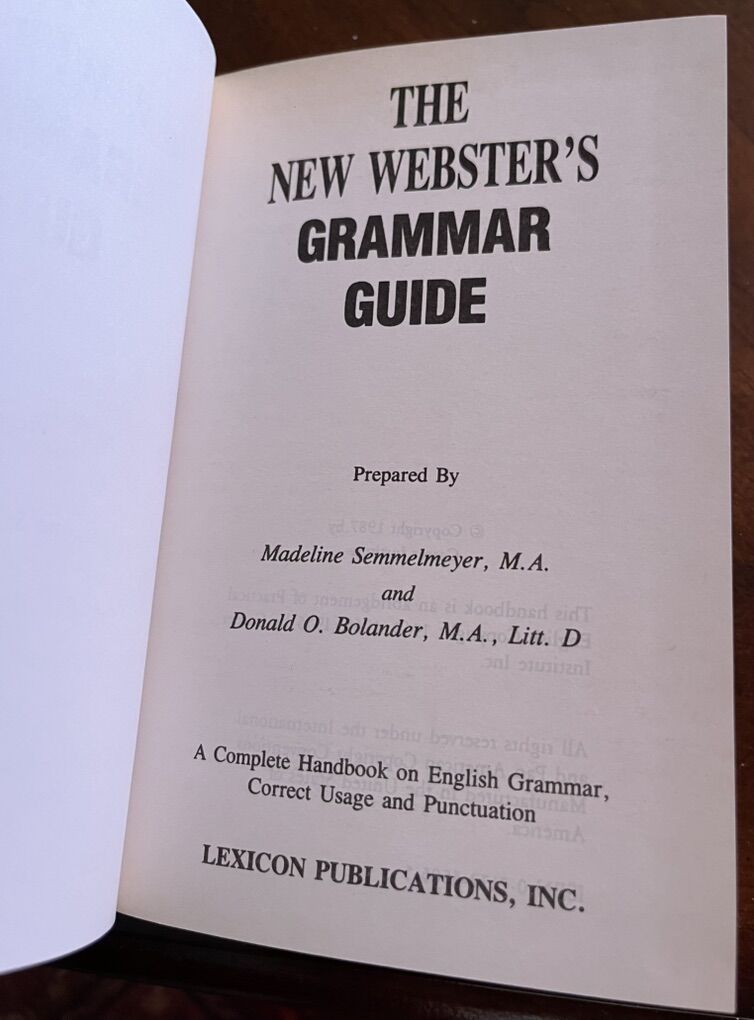 THE
NEW WEBSTER'S
GRAMMAR
GUIDE
Prepared By
Madeline Semmelmeyer, M.A.
and
Donald O. Bolander, M.A., Litt. D
A Complete Handbook on English Grammar,
Correct Usage and Punctuation
LEXICON PUBLICATIONS, INC.